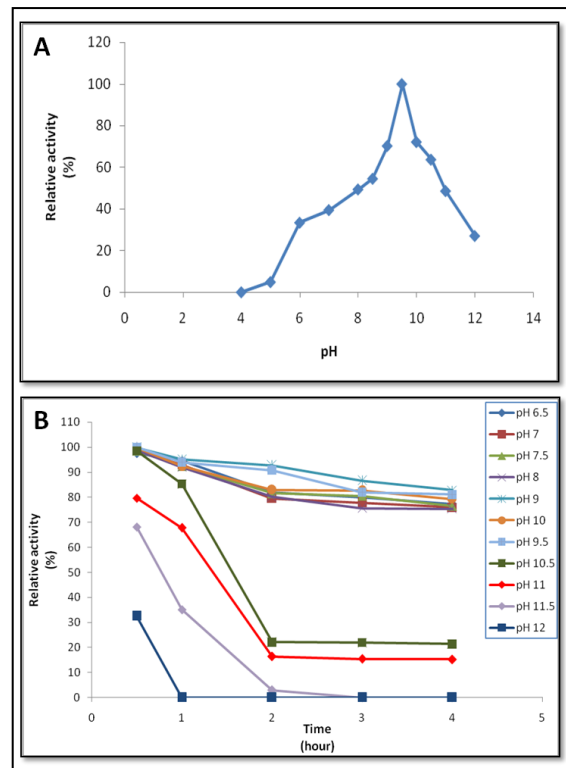 A
Relative activity
(%)
120
100
80
60
40
20
0
0 2 4 6 8 10 12 14
pH
B
Relative activity
(%)
110
100
90
80
70
60
50
40
30
20
10
0
0 1 2 3 4 5
Time
(hour)
pH 6.5
pH 7
pH 7.5
pH 8
pH 9
pH 10
pH 9.5
pH 10.5
pH 11
pH 11.5
pH 12